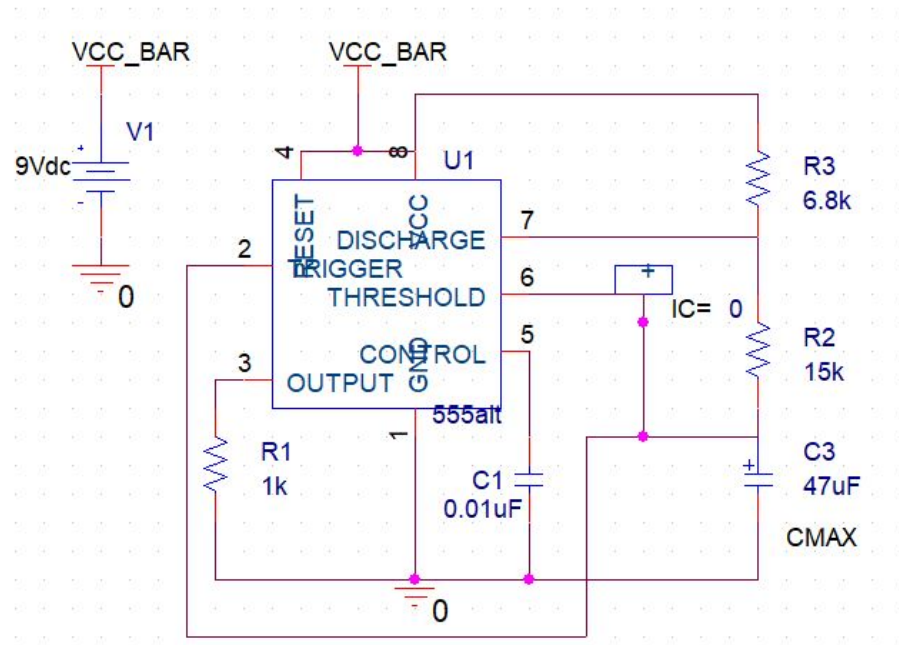 VCC_BAR
VCC_BAR
V1
+
9Vdc
-
0
4
8
U1
RESET
VCC
DISCHARGE
7
2
TRIGGER
THRESHOLD
6
+
IC= 0
CONTROL
5
3
OUTPUT
GND
555alt
1
R3
6.8k
R2
15k
R1
1k
C1
0.01uF
+
C3
47uF
CMAX
0